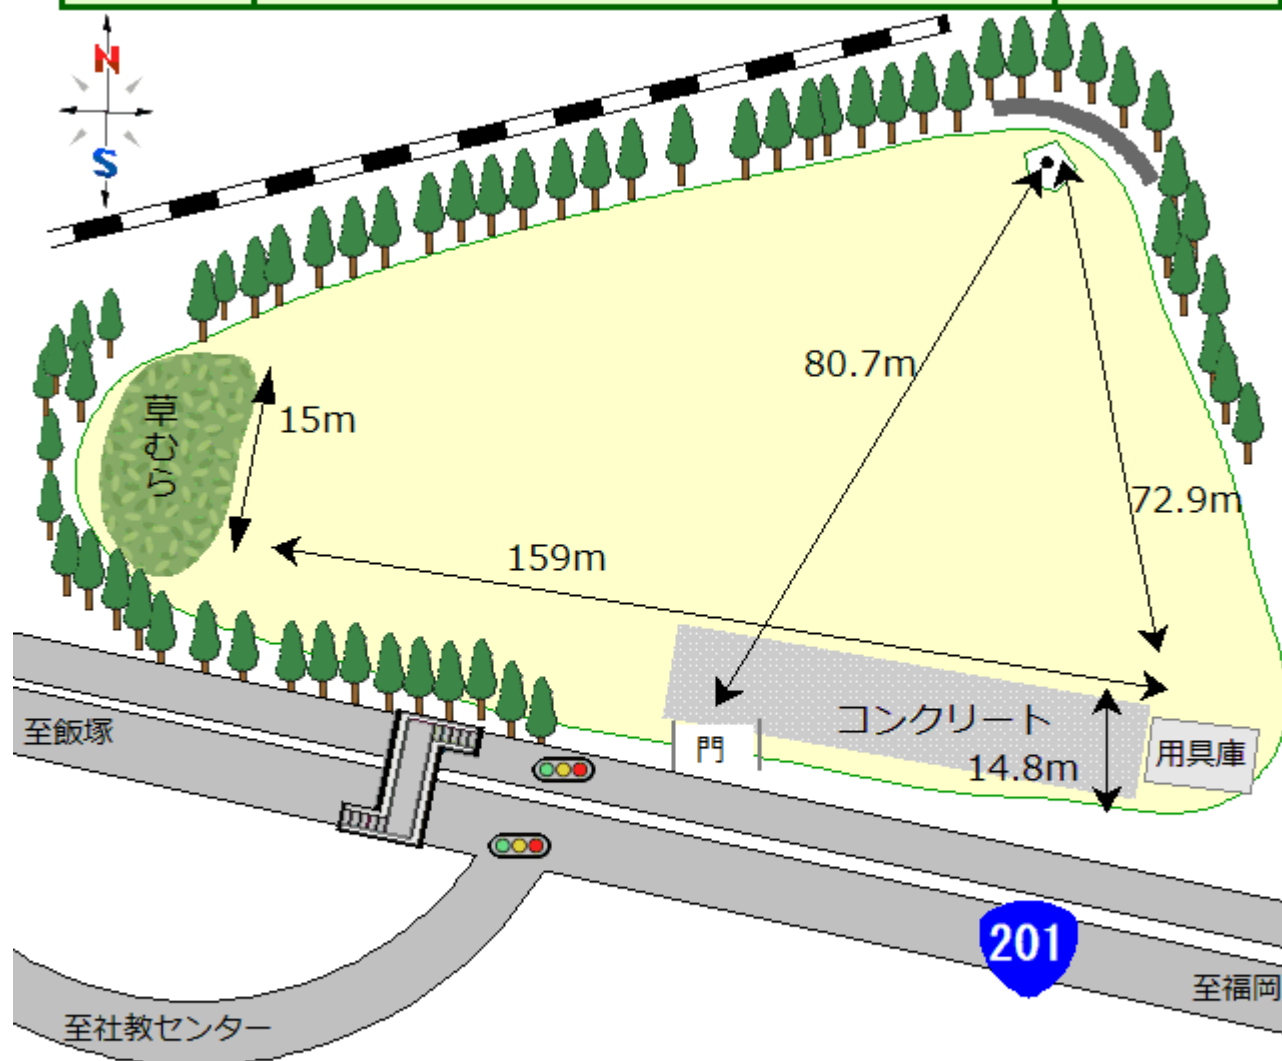 N
S
草むら
15m
80.7m
72.9m
159m
コンクリート
門
用具庫
14.8m
至飯塚
201
至福岡
至社教センター